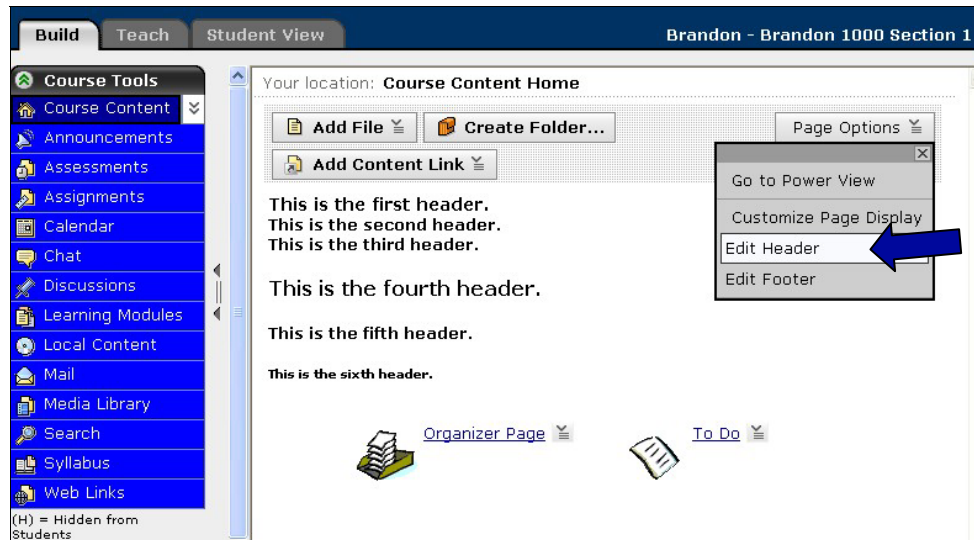 Build
Teach
Student View
Brandon - Brandon 1000 Section 1
Course Tools
Course Content
Announcements
Assessments
Assignments
Calendar
Chat
Discussions
Learning Modules
Local Content
Mail
Media Library
Search
Syllabus
Web Links
(H) = Hidden from
Students
Your location: Course Content Home
Add File
Create Folder...
Page Options
Add Content Link
Go to Power View
Customize Page Display
Edit Header
Edit Footer
This is the first header.
This is the second header.
This is the third header.
This is the fourth header.
This is the fifth header.
This is the sixth header.
Organizer Page
To Do